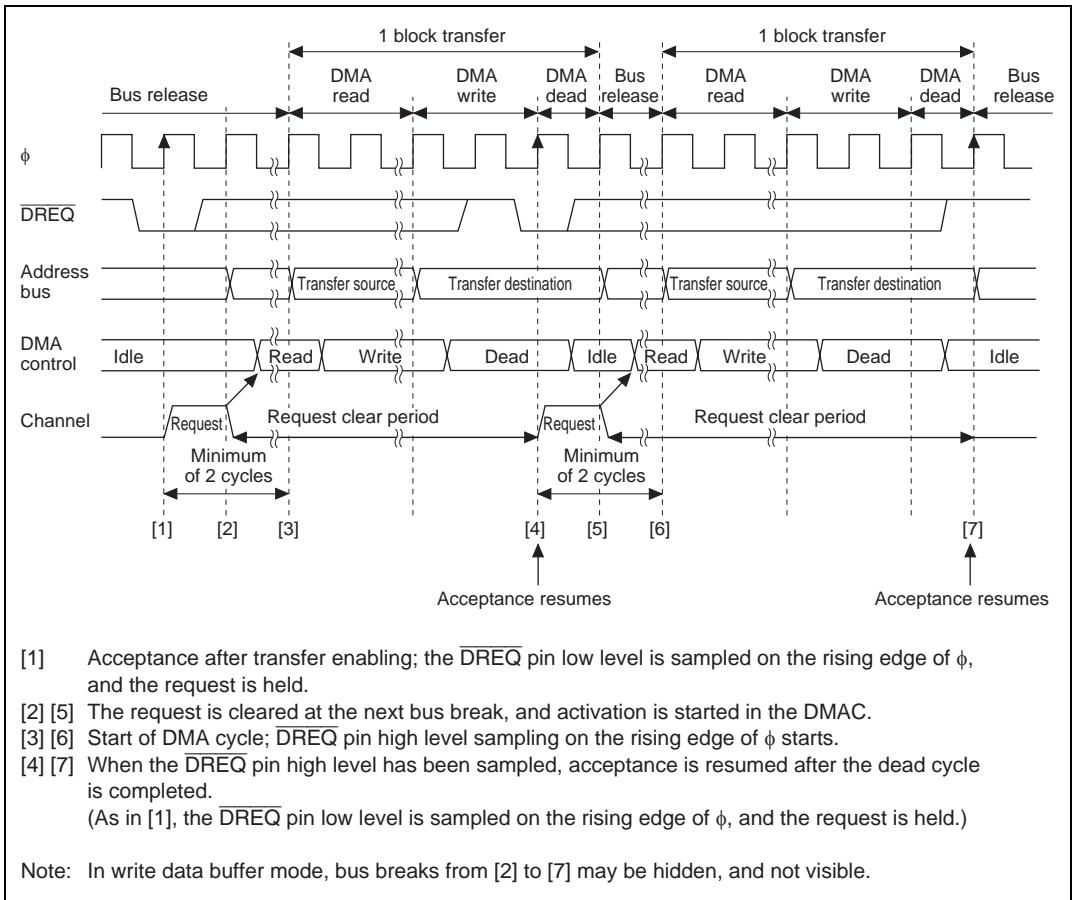 1 block transfer 1 block transfer
Bus release DMA read DMA write DMA dead Bus release DMA read DMA write DMA dead Bus release
ϕ
DREQ
Address bus Transfer source Transfer destination Transfer source Transfer destination
DMA control Idle Read Write Dead Idle Read Write Dead Idle
Channel Request Request clear period Request Request clear period
Minimum of 2 cycles Minimum of 2 cycles
[1] [2] [3] [4] [5] [6] [7]
Acceptance resumes Acceptance resumes
[1] Acceptance after transfer enabling; the DREQ pin low level is sampled on the rising edge of ϕ,
and the request is held.
[2] [5] The request is cleared at the next bus break, and activation is started in the DMAC.
[3] [6] Start of DMA cycle; DREQ pin high level sampling on the rising edge of ϕ starts.
[4] [7] When the DREQ pin high level has been sampled, acceptance is resumed after the dead cycle
is completed.
(As in [1], the DREQ pin low level is sampled on the rising edge of ϕ, and the request is held.)
Note: In write data buffer mode, bus breaks from [2] to [7] may be hidden, and not visible.